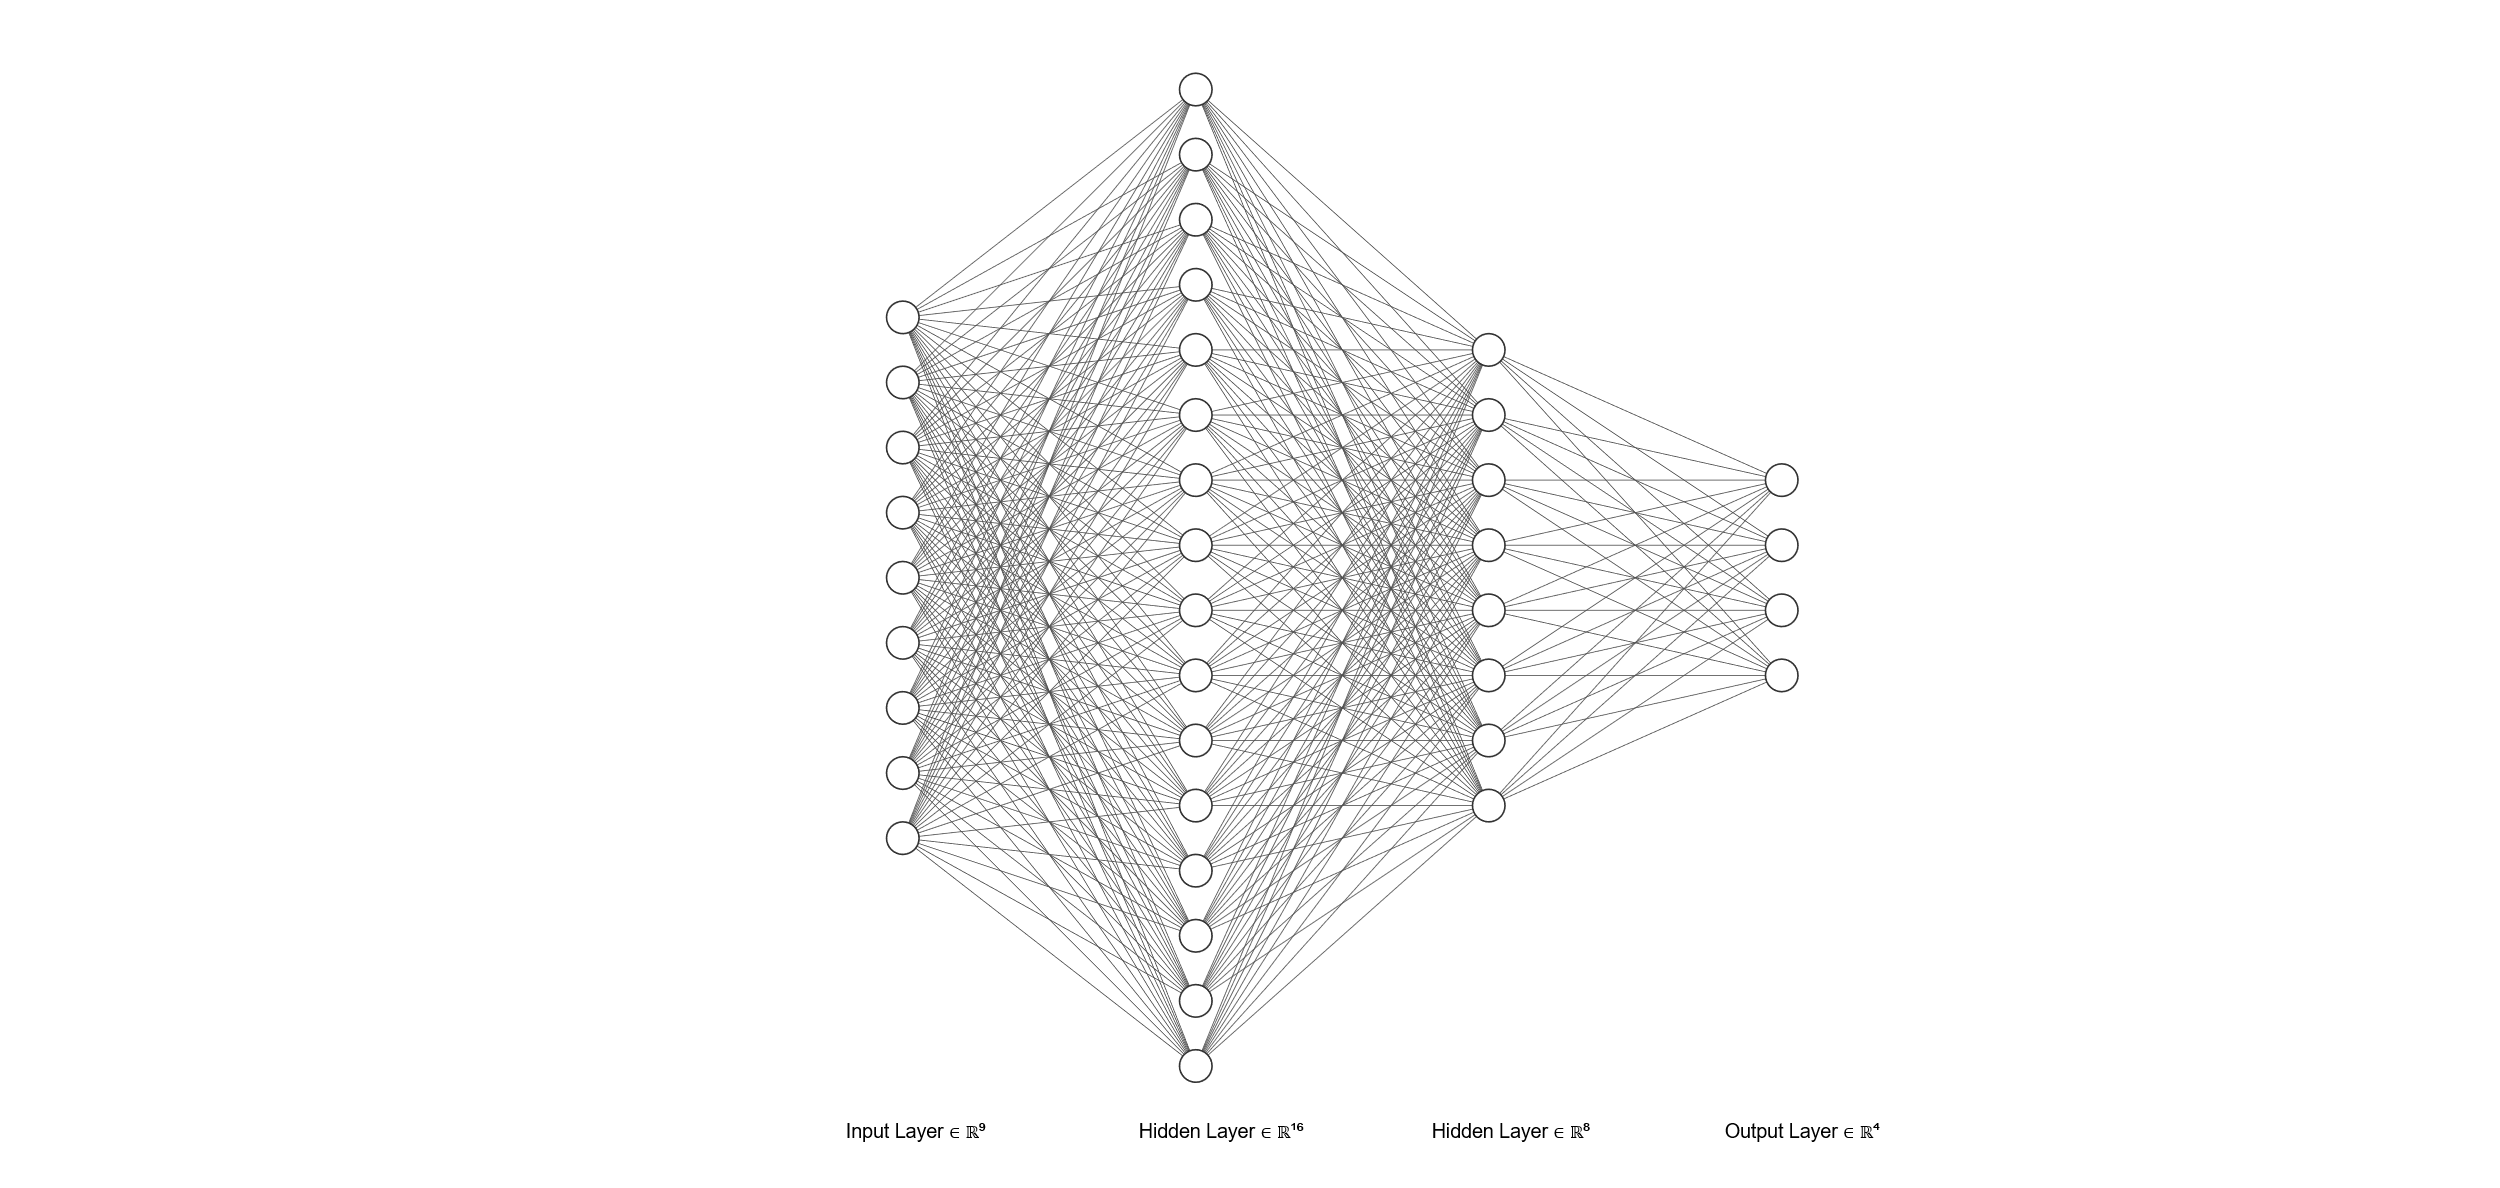 Input Layer ∈ ℝ⁹
Hidden Layer ∈ ℝ¹⁶
Hidden Layer ∈ ℝ⁸
Output Layer ∈ ℝ⁴